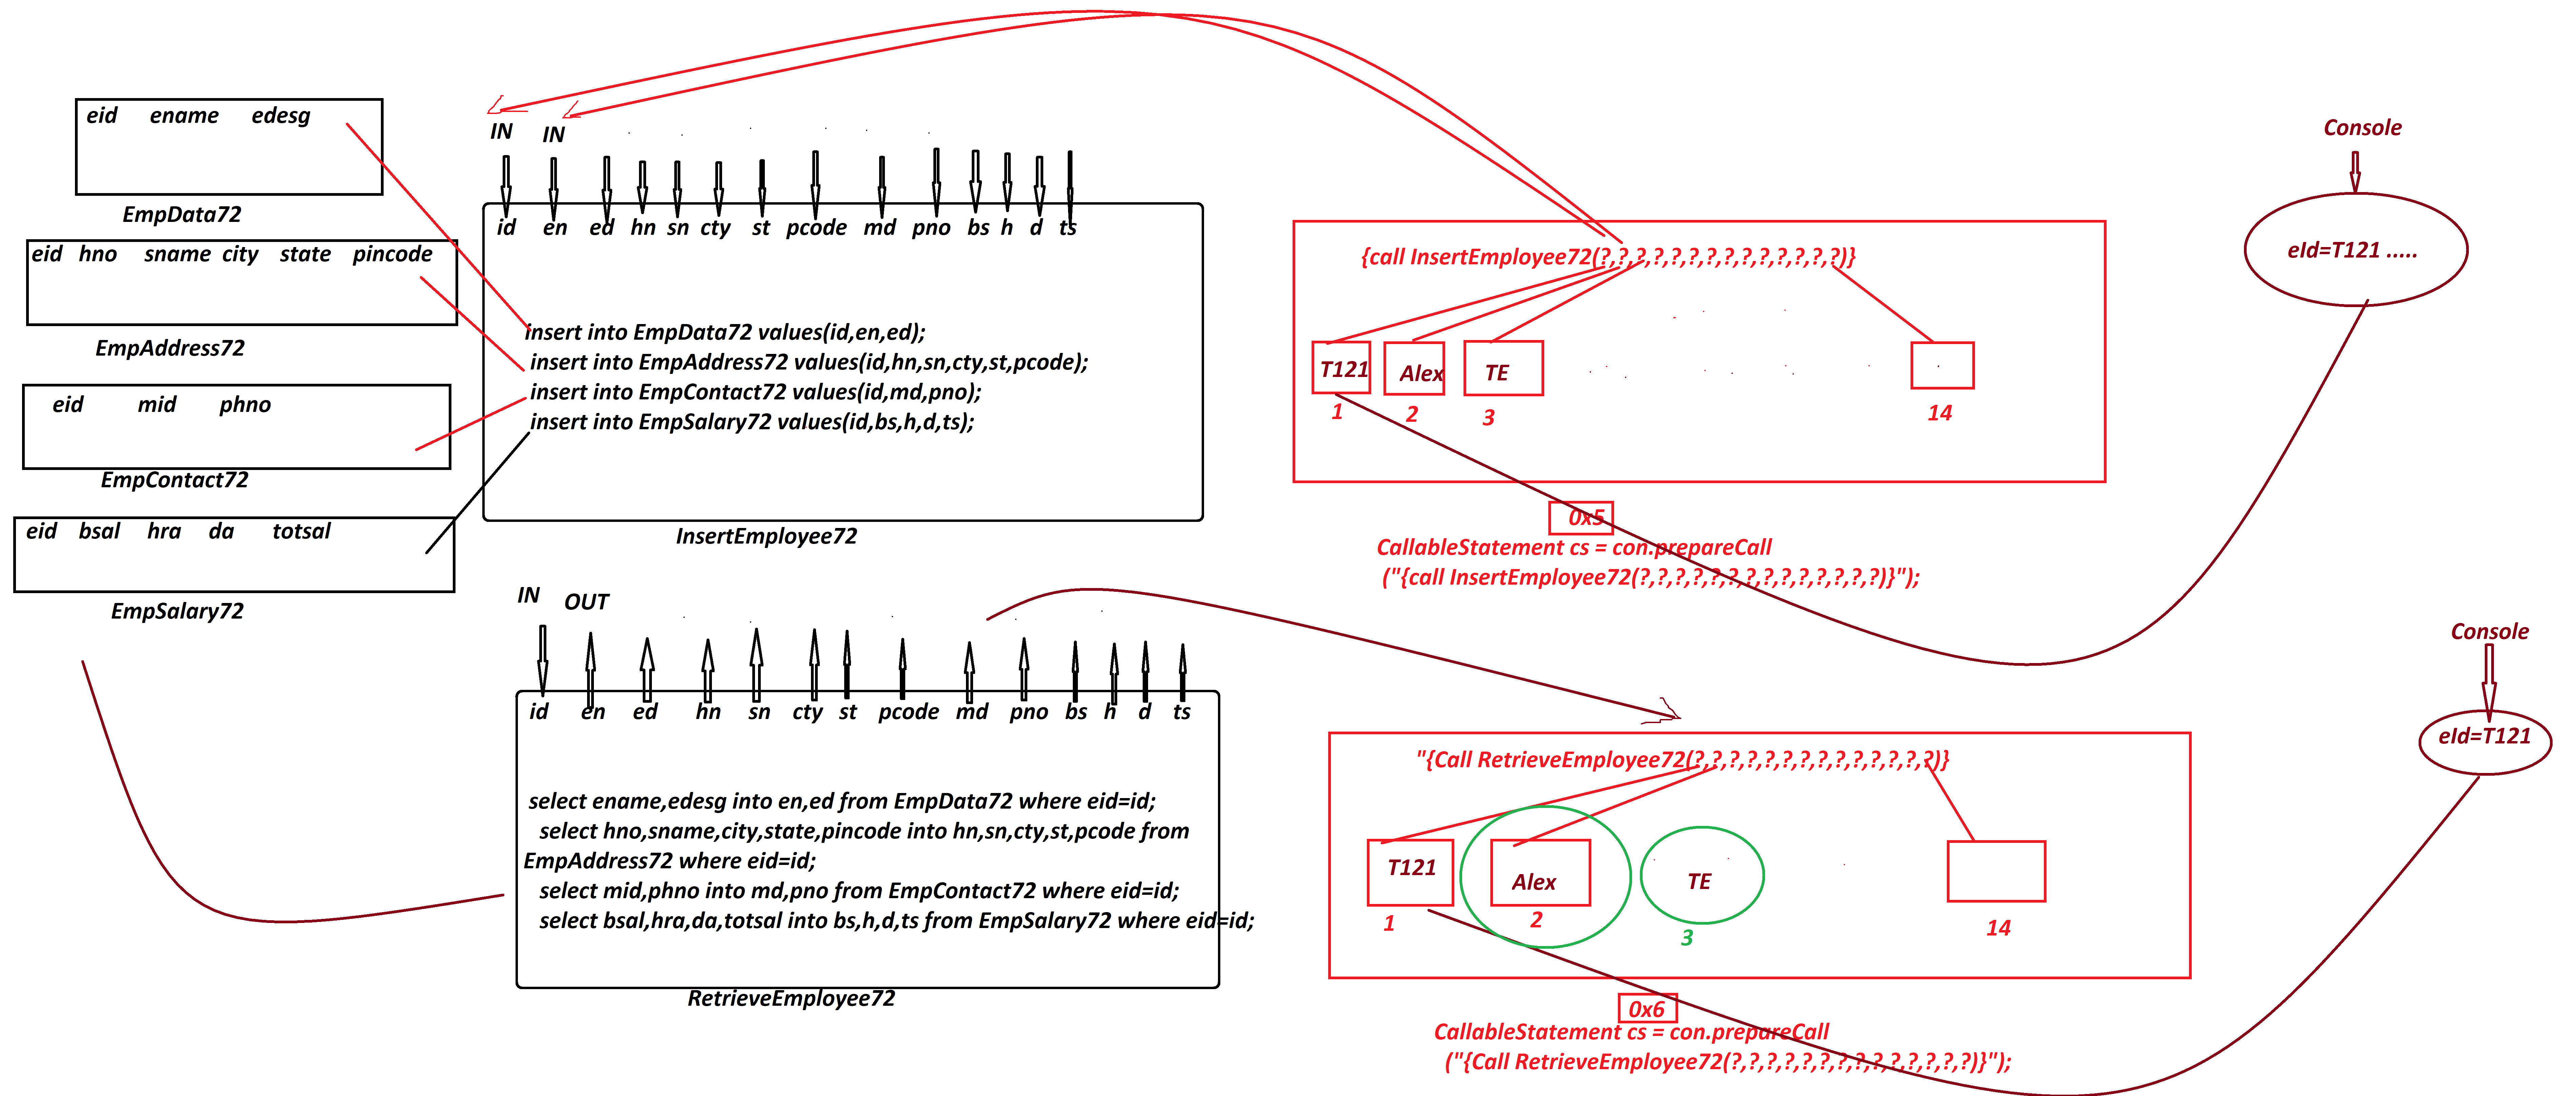 eid ename edesg
EmpData72
eid hno sname city state pincode
EmpAddress72
eid mid phno
EmpContact72
eid bsal hra da totsal
EmpSalary72
IN IN
id en ed hn sn cty st pcode md pno bs h d ts
insert into EmpData72 values(id,en,ed);
insert into EmpAddress72 values(id,hn,sn,cty,st,pcode);
insert into EmpContact72 values(id,md,pno);
insert into EmpSalary72 values(id,bs,h,d,ts);
InsertEmployee72
{call InsertEmployee72(?,?,?,?,?,?,?,?,?,?,?,?,?,?)}
T121 Alex TE
1 2 3 14
0x5
CallableStatement cs = con.prepareCall
("{call InsertEmployee72(?,?,?,?,?,?,?,?,?,?,?,?,?,?)}");
Console
eId=T121 .....
IN OUT
id en ed hn sn cty st pcode md pno bs h d ts
select ename,edesg into en,ed from EmpData72 where eid=id;
select hno,sname,city,state,pincode into hn,sn,cty,st,pcode from
EmpAddress72 where eid=id;
select mid,phno into md,pno from EmpContact72 where eid=id;
select bsal,hra,da,totsal into bs,h,d,ts from EmpSalary72 where eid=id;
RetrieveEmployee72
"{Call RetrieveEmployee72(?,?,?,?,?,?,?,?,?,?,?,?,?,?)}
T121 Alex TE
1 2 3 14
0x6
CallableStatement cs = con.prepareCall
("{Call RetrieveEmployee72(?,?,?,?,?,?,?,?,?,?,?,?,?,?)}");
Console
eId=T121